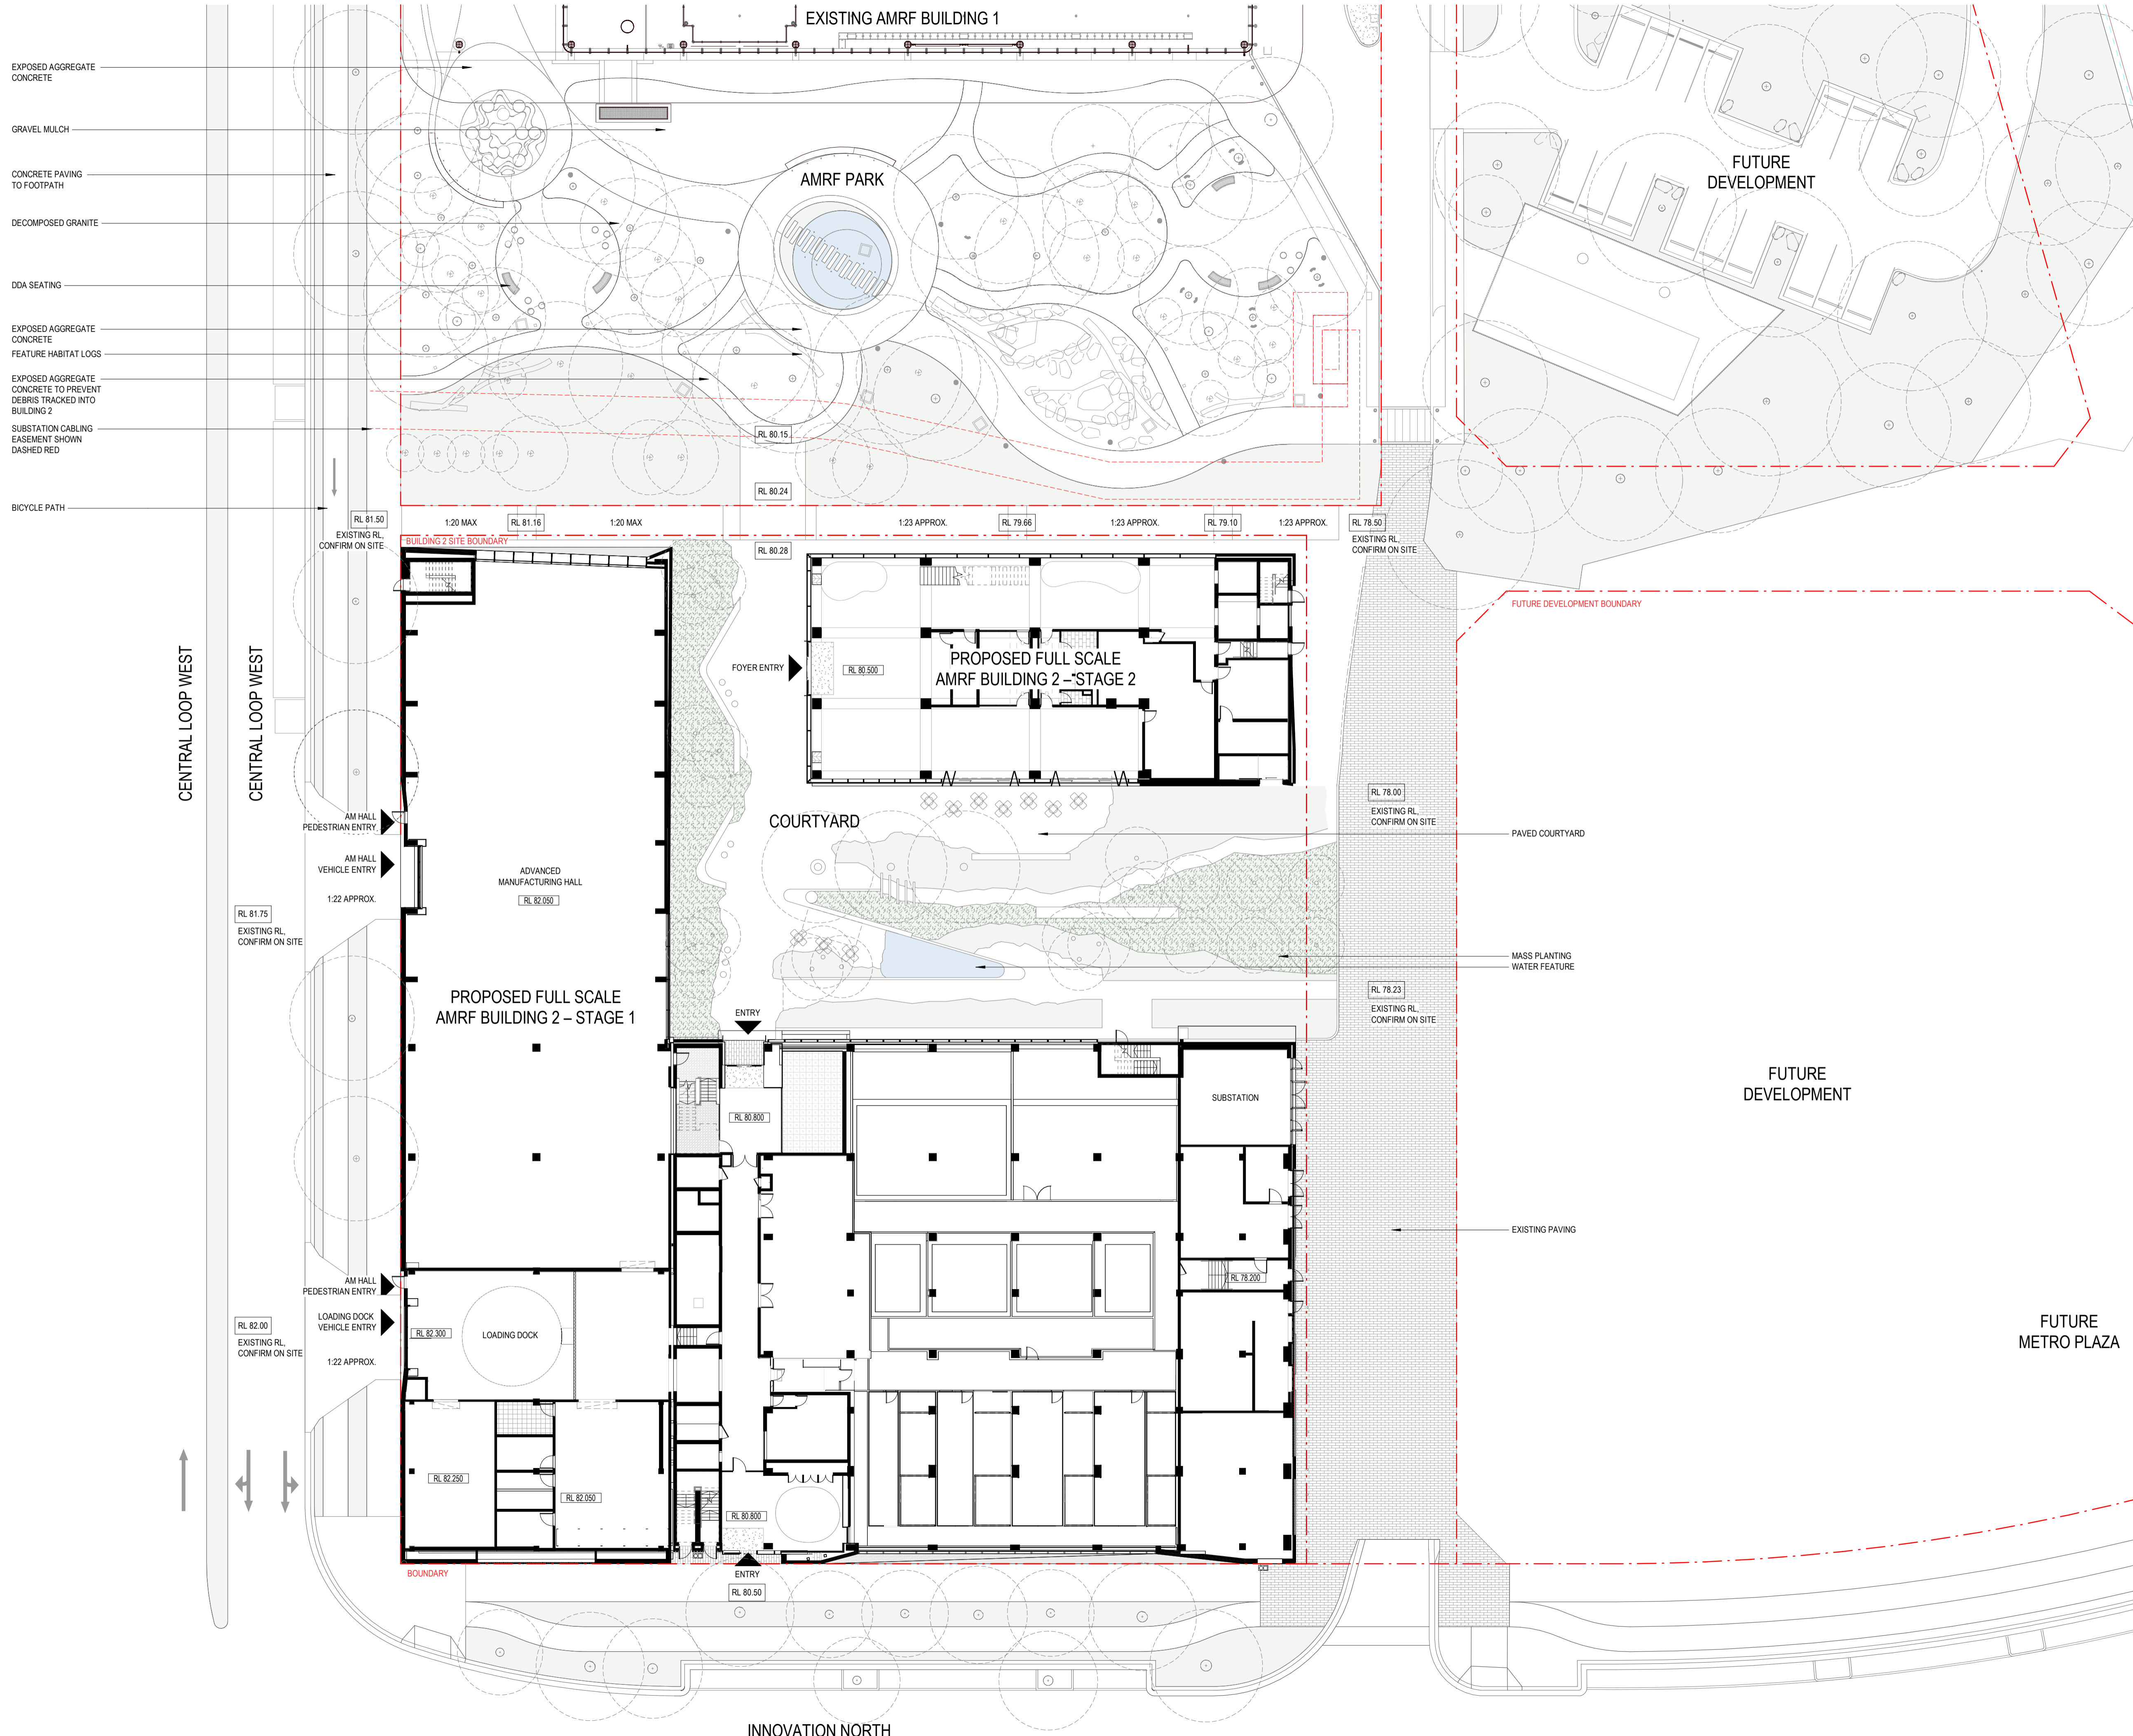 EXISTING AMRF BUILDING 1
EXPOSED AGGREGATE
CONCRETE
GRAVEL MULCH
CONCRETE PAVING
TO FOOTPATH
DECOMPOSED GRANITE
DDA SEATING
EXPOSED AGGREGATE
CONCRETE
FEATURE HABITAT LOGS
EXPOSED AGGREGATE
CONCRETE TO PREVENT
DEBRIS TRACKED INTO
BUILDING 2
SUBSTATION CABLING
EASEMENT SHOWN
DASHED RED
BICYCLE PATH
AMRF PARK
FUTURE
DEVELOPMENT
RL 80.15
RL 80.24
RL 81.50
EXISTING RL,
CONFIRM ON SITE
1:20 MAX
RL 81.16
1:20 MAX
1:23 APPROX.
RL 79.66
1:23 APPROX.
RL 79.10
1:23 APPROX.
RL 78.50
EXISTING RL,
CONFIRM ON SITE
BUILDING 2 SITE BOUNDARY
RL 80.28
FUTURE DEVELOPMENT BOUNDARY
CENTRAL LOOP WEST
CENTRAL LOOP WEST
FOYER ENTRY
RL 80.500
PROPOSED FULL SCALE
AMRF BUILDING 2 – STAGE 2
AM HALL
PEDESTRIAN ENTRY
AM HALL
VEHICLE ENTRY
1:22 APPROX.
RL 81.75
EXISTING RL,
CONFIRM ON SITE
ADVANCED
MANUFACTURING HALL
RL 82.050
COURTYARD
RL 78.00
EXISTING RL,
CONFIRM ON SITE
PAVED COURTYARD
MASS PLANTING
WATER FEATURE
RL 78.23
EXISTING RL,
CONFIRM ON SITE
PROPOSED FULL SCALE
AMRF BUILDING 2 – STAGE 1
ENTRY
RL 80.800
SUBSTATION
FUTURE
DEVELOPMENT
EXISTING PAVING
RL 78.200
AM HALL
PEDESTRIAN ENTRY
LOADING DOCK
VEHICLE ENTRY
1:22 APPROX.
RL 82.00
EXISTING RL,
CONFIRM ON SITE
RL 82.300
LOADING DOCK
FUTURE
METRO PLAZA
RL 82.250
RL 82.050
RL 80.800
BOUNDARY
ENTRY
RL 80.50
INNOVATION NORTH